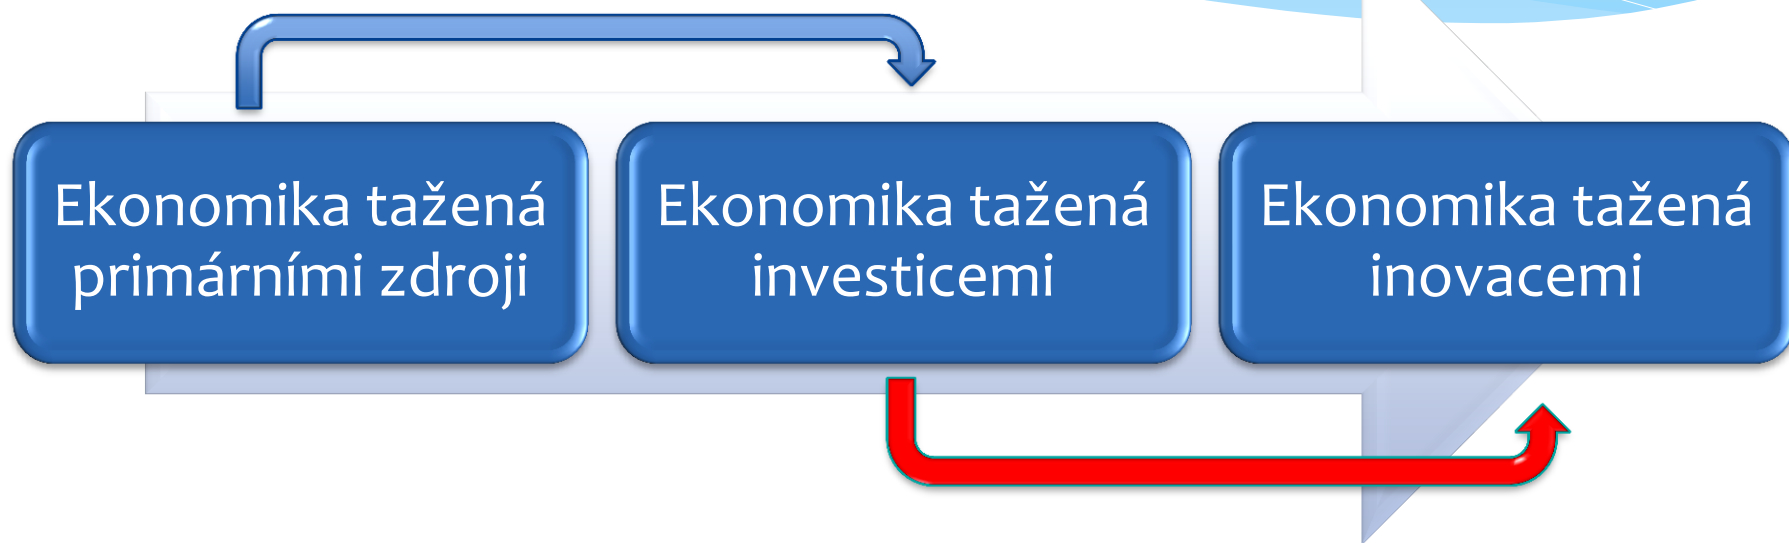 Ekonomika tažená
primárními zdroji
Ekonomika tažená
investicemi
Ekonomika tažená
inovacemi